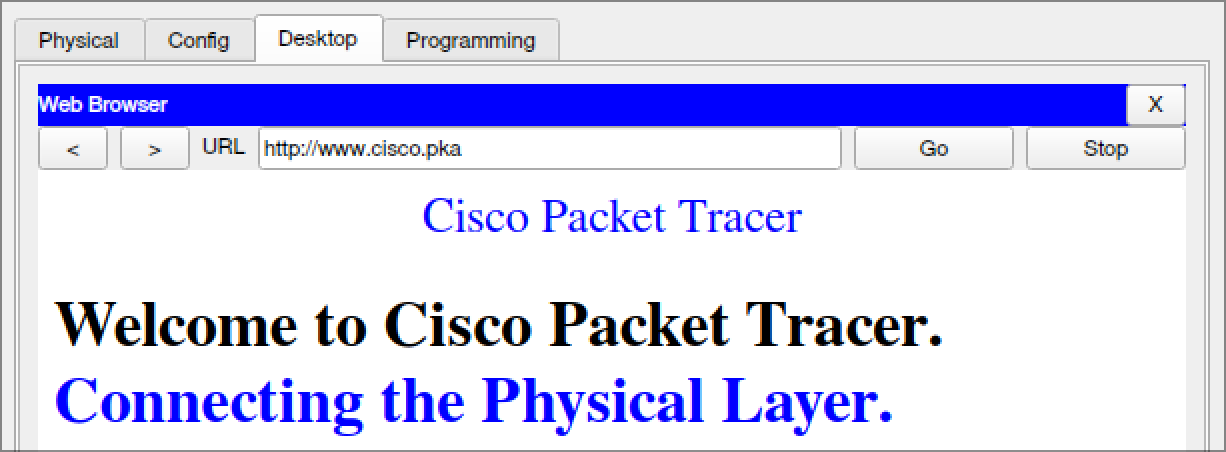 Physical Config Desktop Programming
Web Browser X
< > URL http://www.cisco.pka Go Stop
Cisco Packet Tracer
Welcome to Cisco Packet Tracer.
Connecting the Physical Layer.